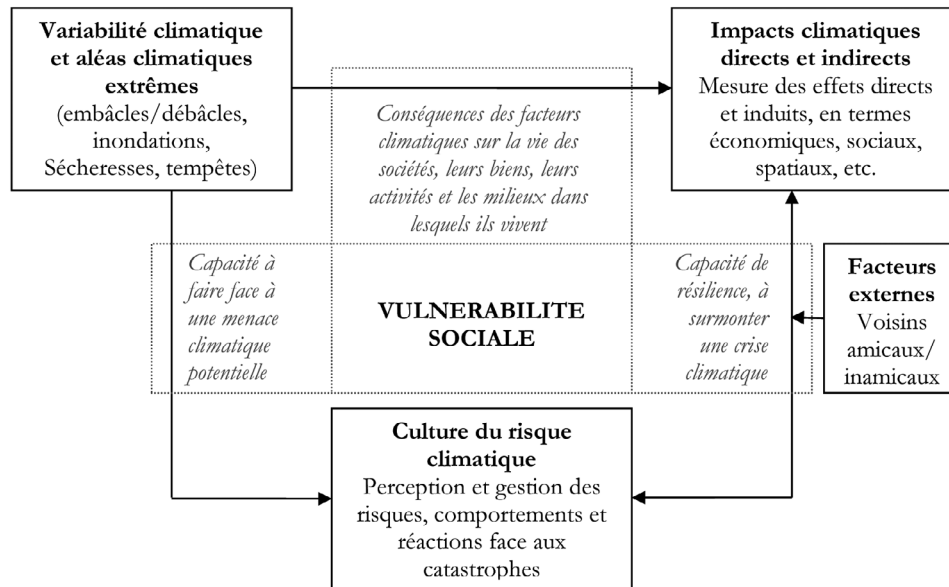 Variabilité climatique
et aléas climatiques
extrêmes
(embâcles/débâcles,
inondations,
Sécheresses, tempêtes)
Impacts climatiques
directs et indirects
Mesure des effets directs
et induits, en termes
économiques, sociaux,
spatiaux, etc.
Conséquences des facteurs
climatiques sur la vie des
sociétés, leurs biens, leurs
activités et les milieux dans
lesquels ils vivent
Capacité à
faire face à
une menace
climatique
potentielle
VULNERABILITE
SOCIALE
Capacité de
résilience, à
surmonter
une crise
climatique
Facteurs
externes
Voisins
amicaux/
inamicaux
Culture du risque
climatique
Perception et gestion des
risques, comportements et
réactions face aux
catastrophes